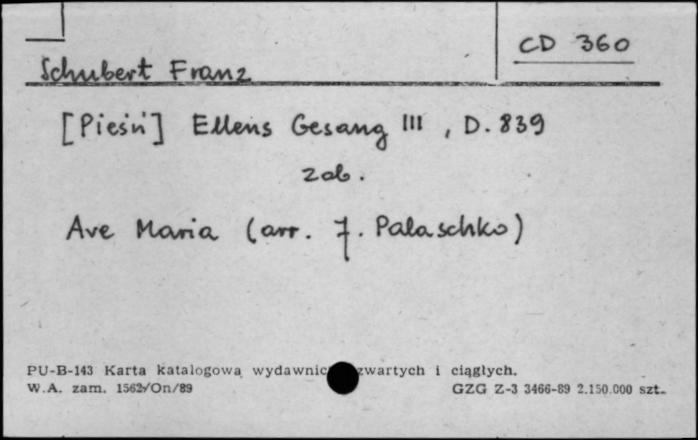 CD 360
Schubert Franz
[Pieśń] Ellens Gesang III, D. 839
zob.
Ave Maria (arr. J. Palaschko)
PU-B-143 Karta katalogowa wydawnic zwartych i ciągłych.
W.A. zam. 1562/On/89 GZG Z-3 3466-89 2.150.000 szt.